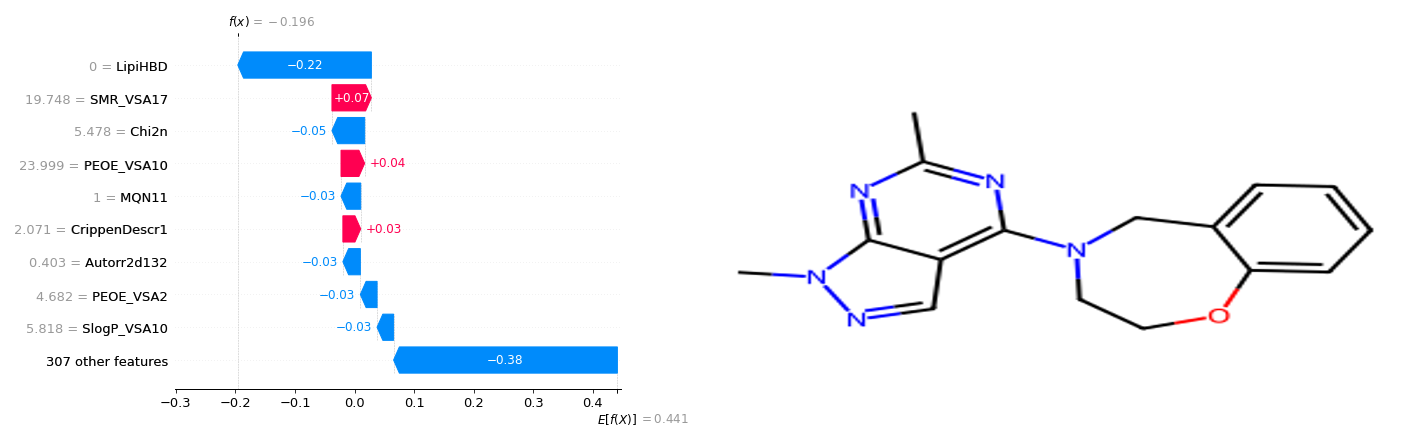 f(x) = −0.196
0 = LipiHBD
−0.22
19.748 = SMR_VSA17
+0.07
5.478 = Chi2n
−0.05
23.999 = PEOE_VSA10
+0.04
1 = MQN11
−0.03
2.071 = CrippenDescr1
+0.03
0.403 = Autorr2d132
−0.03
4.682 = PEOE_VSA2
−0.03
5.818 = SlogP_VSA10
−0.03
307 other features
−0.38
−0.3 −0.2 −0.1 0.0 0.1 0.2 0.3 0.4
E[f(X)] = 0.441
N
N
N
N
N
O